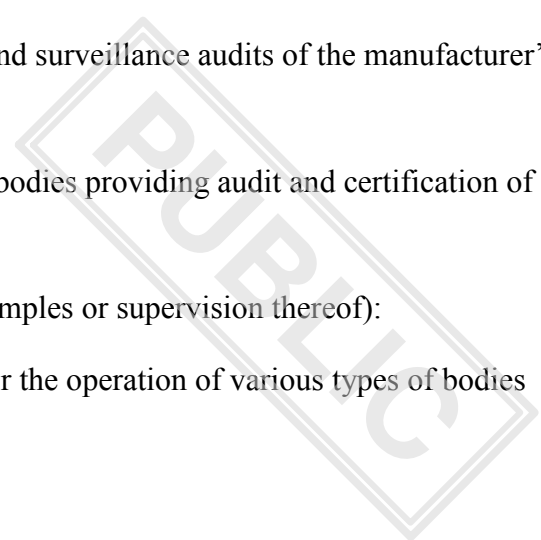 nd surveillance audits of the manufacturer’
bodies providing audit and certification of
mples or supervision thereof):
r the operation of various types of bodies
PUBLIC